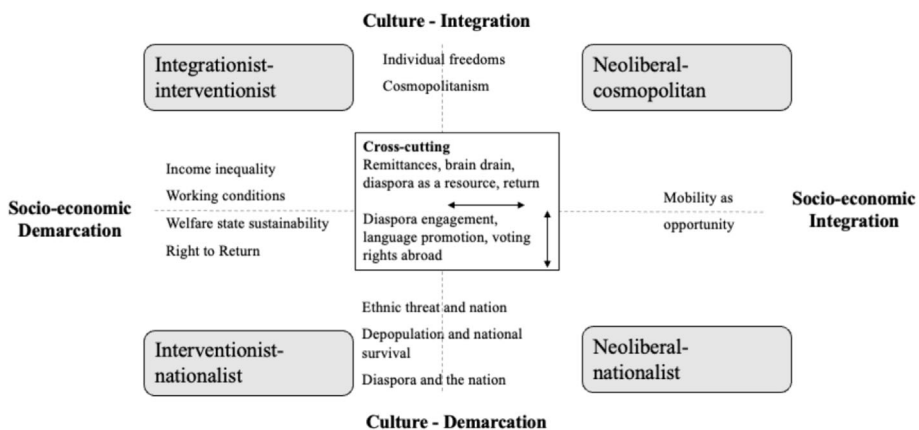 Culture - Integration
Integrationist-
interventionist
Individual freedoms
Cosmopolitanism
Neoliberal-
cosmopolitan
Income inequality
Working conditions
Cross-cutting
Remittances, brain drain,
diaspora as a resource, return
Diaspora engagement,
language promotion, voting
rights abroad
Socio-economic
Demarcation
Welfare state sustainability
Right to Return
Mobility as
opportunity
Socio-economic
Integration
Ethnic threat and nation
Depopulation and national
survival
Diaspora and the nation
Interventionist-
nationalist
Neoliberal-
nationalist
Culture - Demarcation